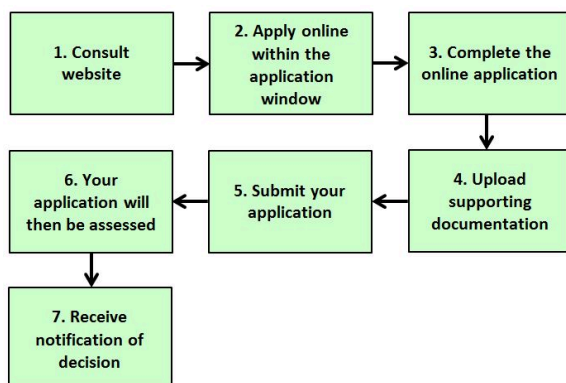 1. Consult
website
2. Apply online
within the
application
window
3. Complete the
online application
4. Upload
supporting
documentation
5. Submit your
application
6. Your
application will
then be assessed
7. Receive
notification of
decision